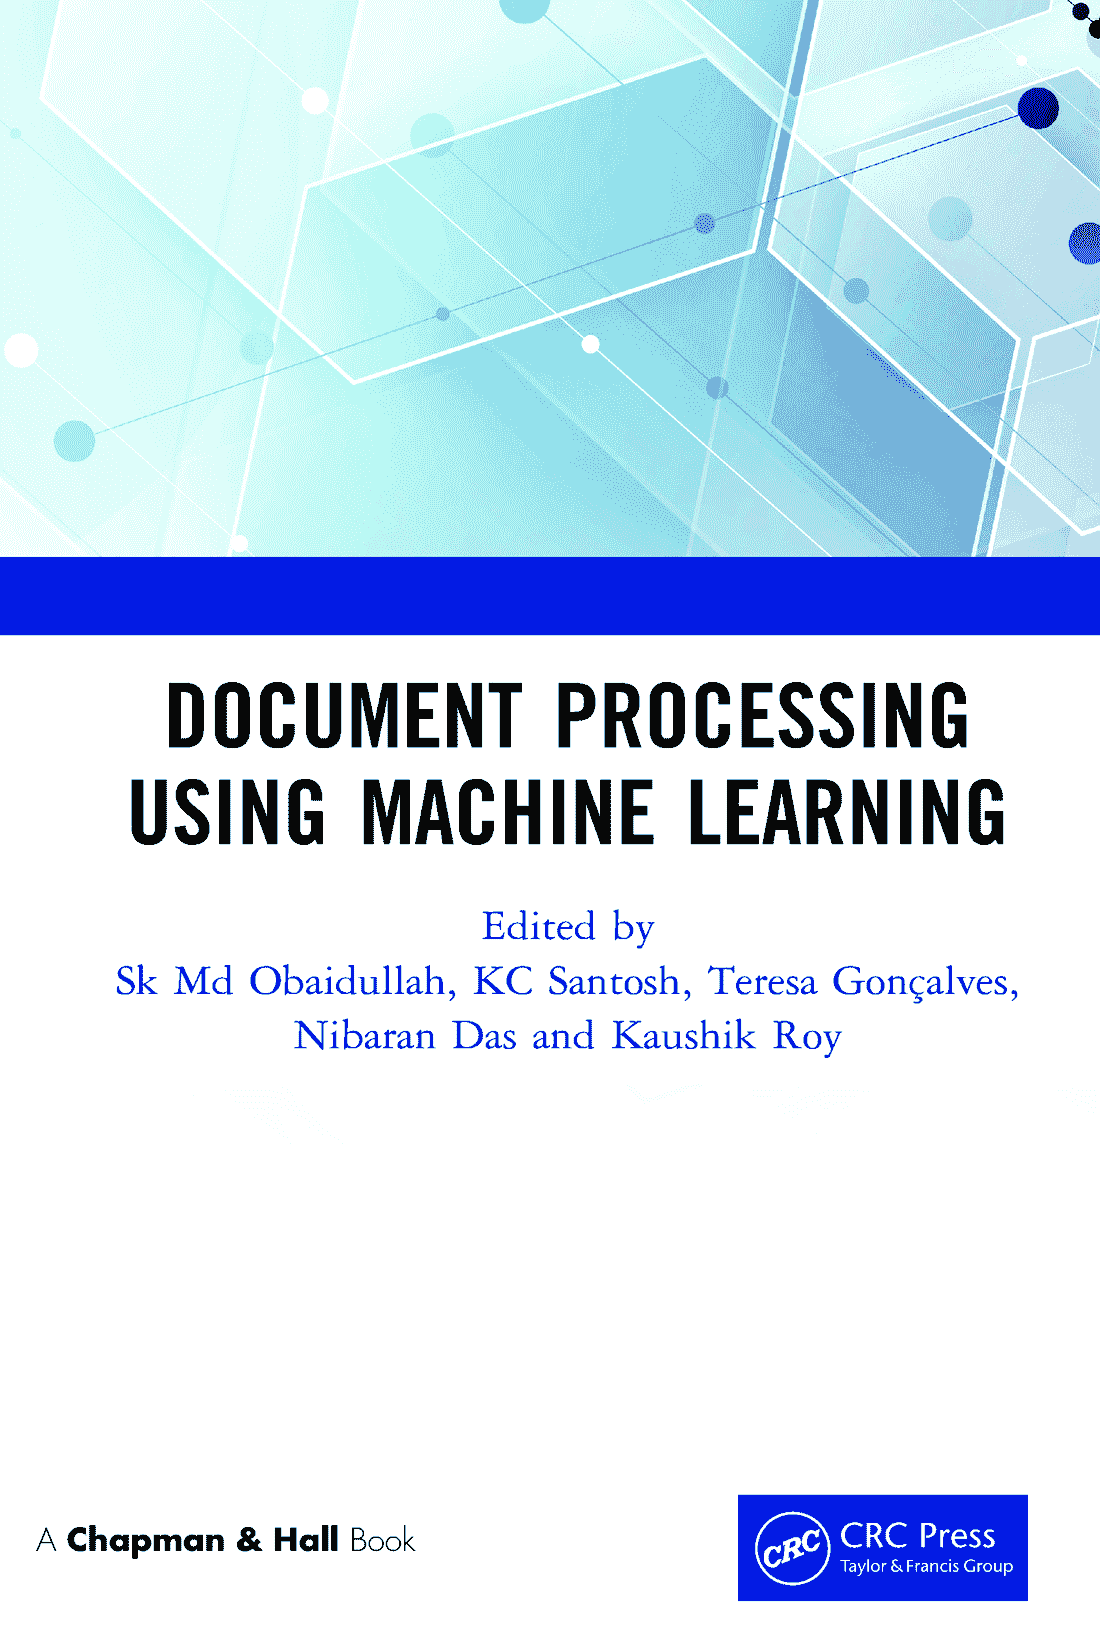 DOCUMENT PROCESSING
USING MACHINE LEARNING
Edited by
Sk Md Obaidullah, KC Santosh, Teresa Gonçalves,
Nibaran Das and Kaushik Roy
A Chapman & Hall Book
CRC
CRC Press
Taylor & Francis Group